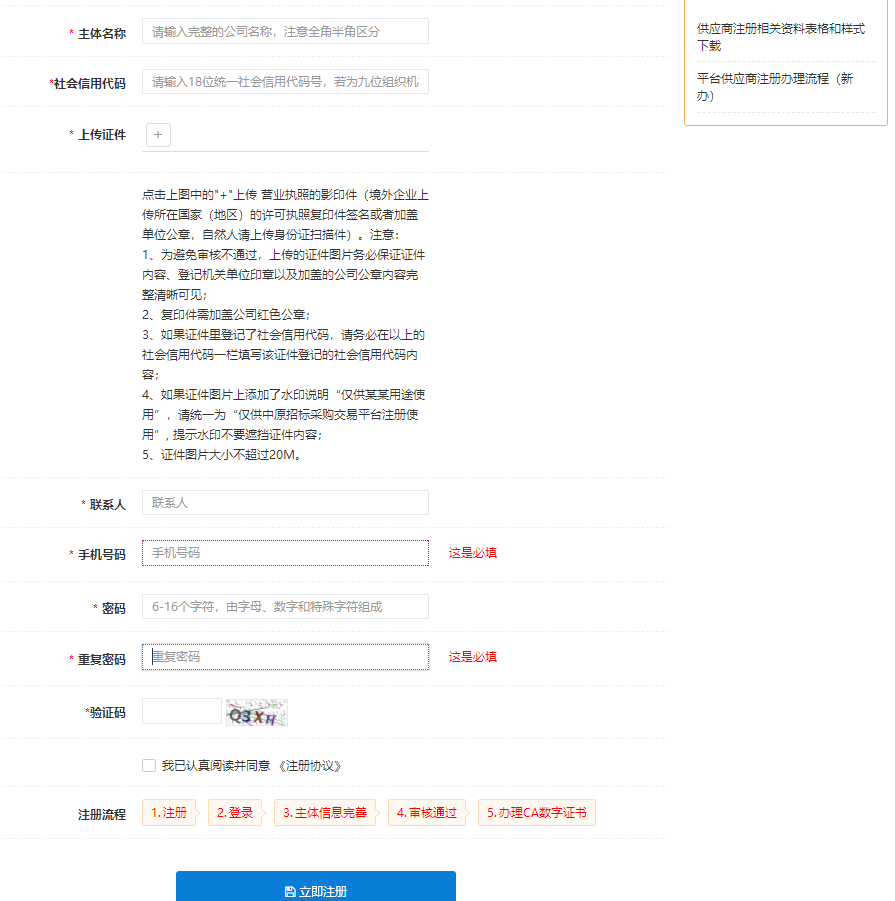 * 主体名称
请输入完整的公司名称，注意全角半角区分
*社会信用代码
请输入18位统一社会信用代码号，若为九位组织机
* 上传证件
+
点击上图中的"+"上传 营业执照的影印件（境外企业上
传所在国家（地区）的许可执照复印件签名或者加盖
单位公章，自然人请上传身份证扫描件）。注意：
1、为避免审核不通过，上传的证件图片务必保证证件
内容、登记机关单位印章以及加盖的公司公章内容完
整清晰可见；
2、复印件需加盖公司红色公章；
3、如果证件里登记了社会信用代码，请务必在以上的
社会信用代码一栏填写该证件登记的社会信用代码内
容；
4、如果证件图片上添加了水印说明“仅供某某用途使
用”，请统一为“仅供中原招标采购交易平台注册使
用”, 提示水印不要遮挡证件内容；
5、证件图片大小不超过20M。
* 联系人
联系人
* 手机号码
手机号码
这是必填
* 密码
6-16个字符，由字母、数字和特殊字符组成
* 重复密码
重复密码
这是必填
*验证码
Q3XH
我已认真阅读并同意 《注册协议》
注册流程
1. 注册
2. 登录
3. 主体信息完善
4. 审核通过
5. 办理CA数字证书
立即注册
供应商注册相关资料表格和样式
下载
平台供应商注册办理流程（新
办）